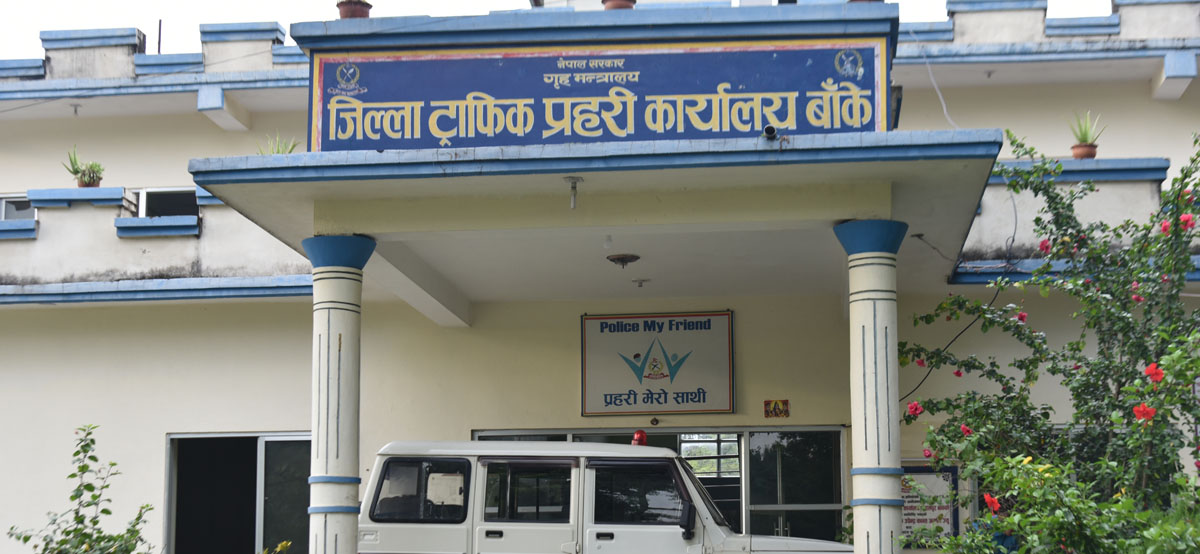 नेपाल सरकार
गृह मन्त्रालय
जिल्ला ट्राफिक प्रहरी कार्यालय बाँके
Police My Friend
प्रहरी मेरो साथी